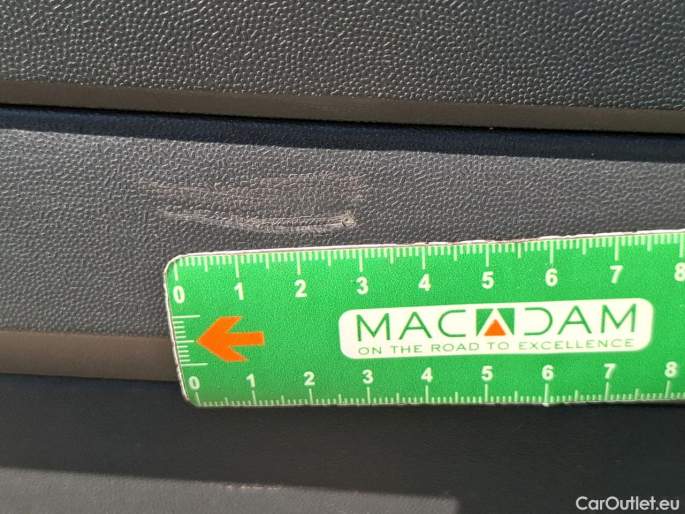 0 1 2 3 4 5 6 7 8
MACADAM
ON THE ROAD TO EXCELLENCE
0 1 2 3 4 5 6 7 8
CarOutlet.eu